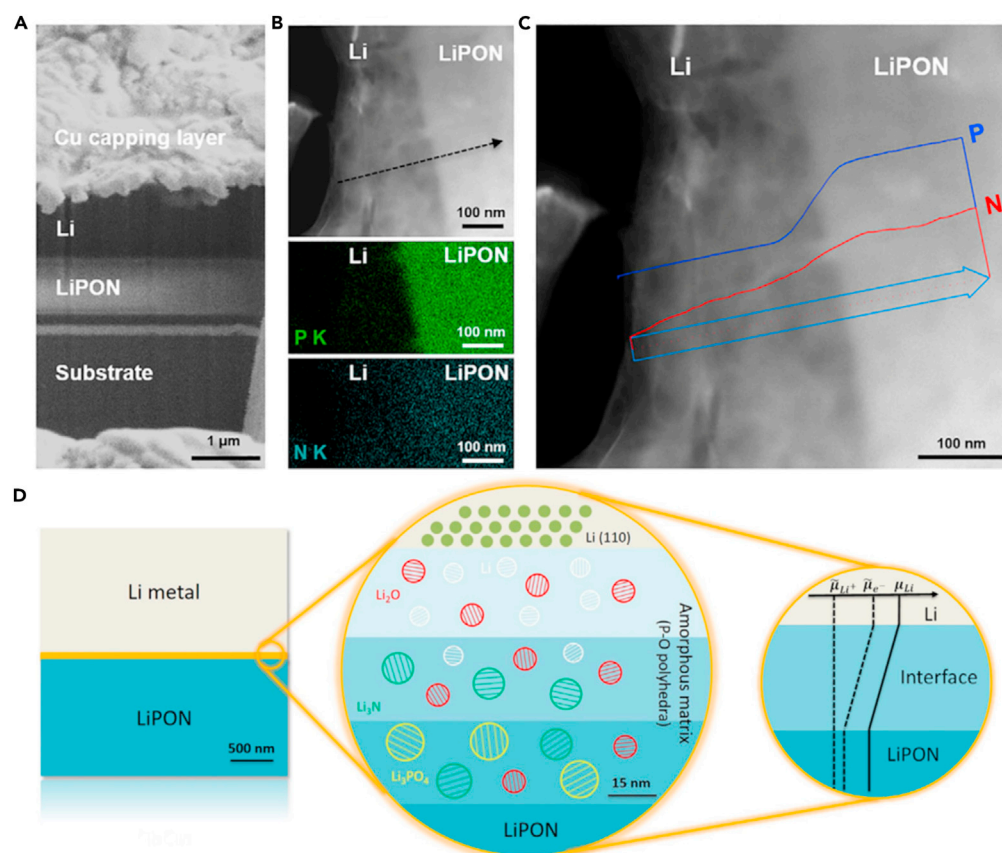 A
Cu capping layer
Li
LiPON
Substrate
1 μm
B
Li
LiPON
100 nm
Li
LiPON
P K
100 nm
Li
LiPON
N K
100 nm
C
Li
LiPON
P
N
100 nm
D
Li metal
LiPON
500 nm
Li (110)
Li
Li₂O
Li₃N
Li₃PO₄
Amorphous matrix
(P-O polyhedra)
15 nm
LiPON
μ̃Li⁺ μ̃e⁻ μLi
Li
Interface
LiPON